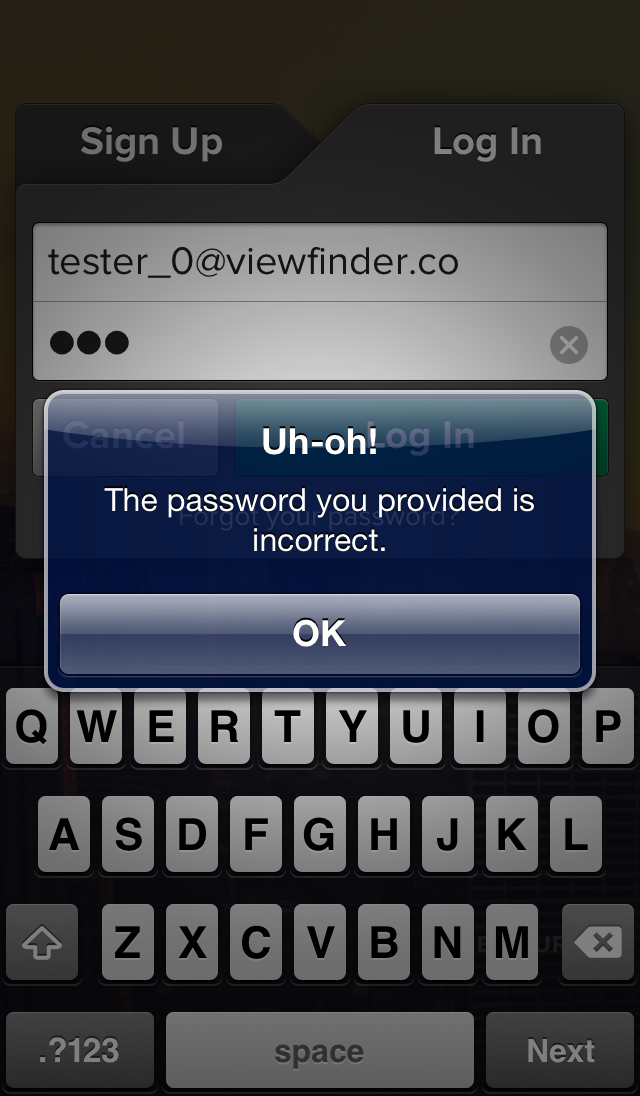 Sign Up
Log In
tester_0@viewfinder.co
●●●
Cancel
Log In
Uh-oh!
Forgot your password?
The password you provided is
incorrect.
OK
Q W E R T Y U I O P
A S D F G H J K L
Z X C V B N M
.?123 space Next